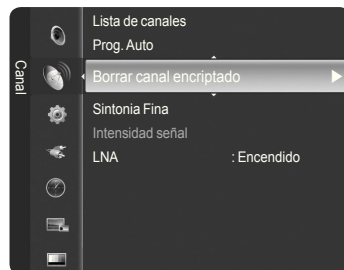 Canal
Lista de canales
Prog. Auto
Borrar canal encriptado
Sintonia Fina
Intensidad señal
LNA : Encendido